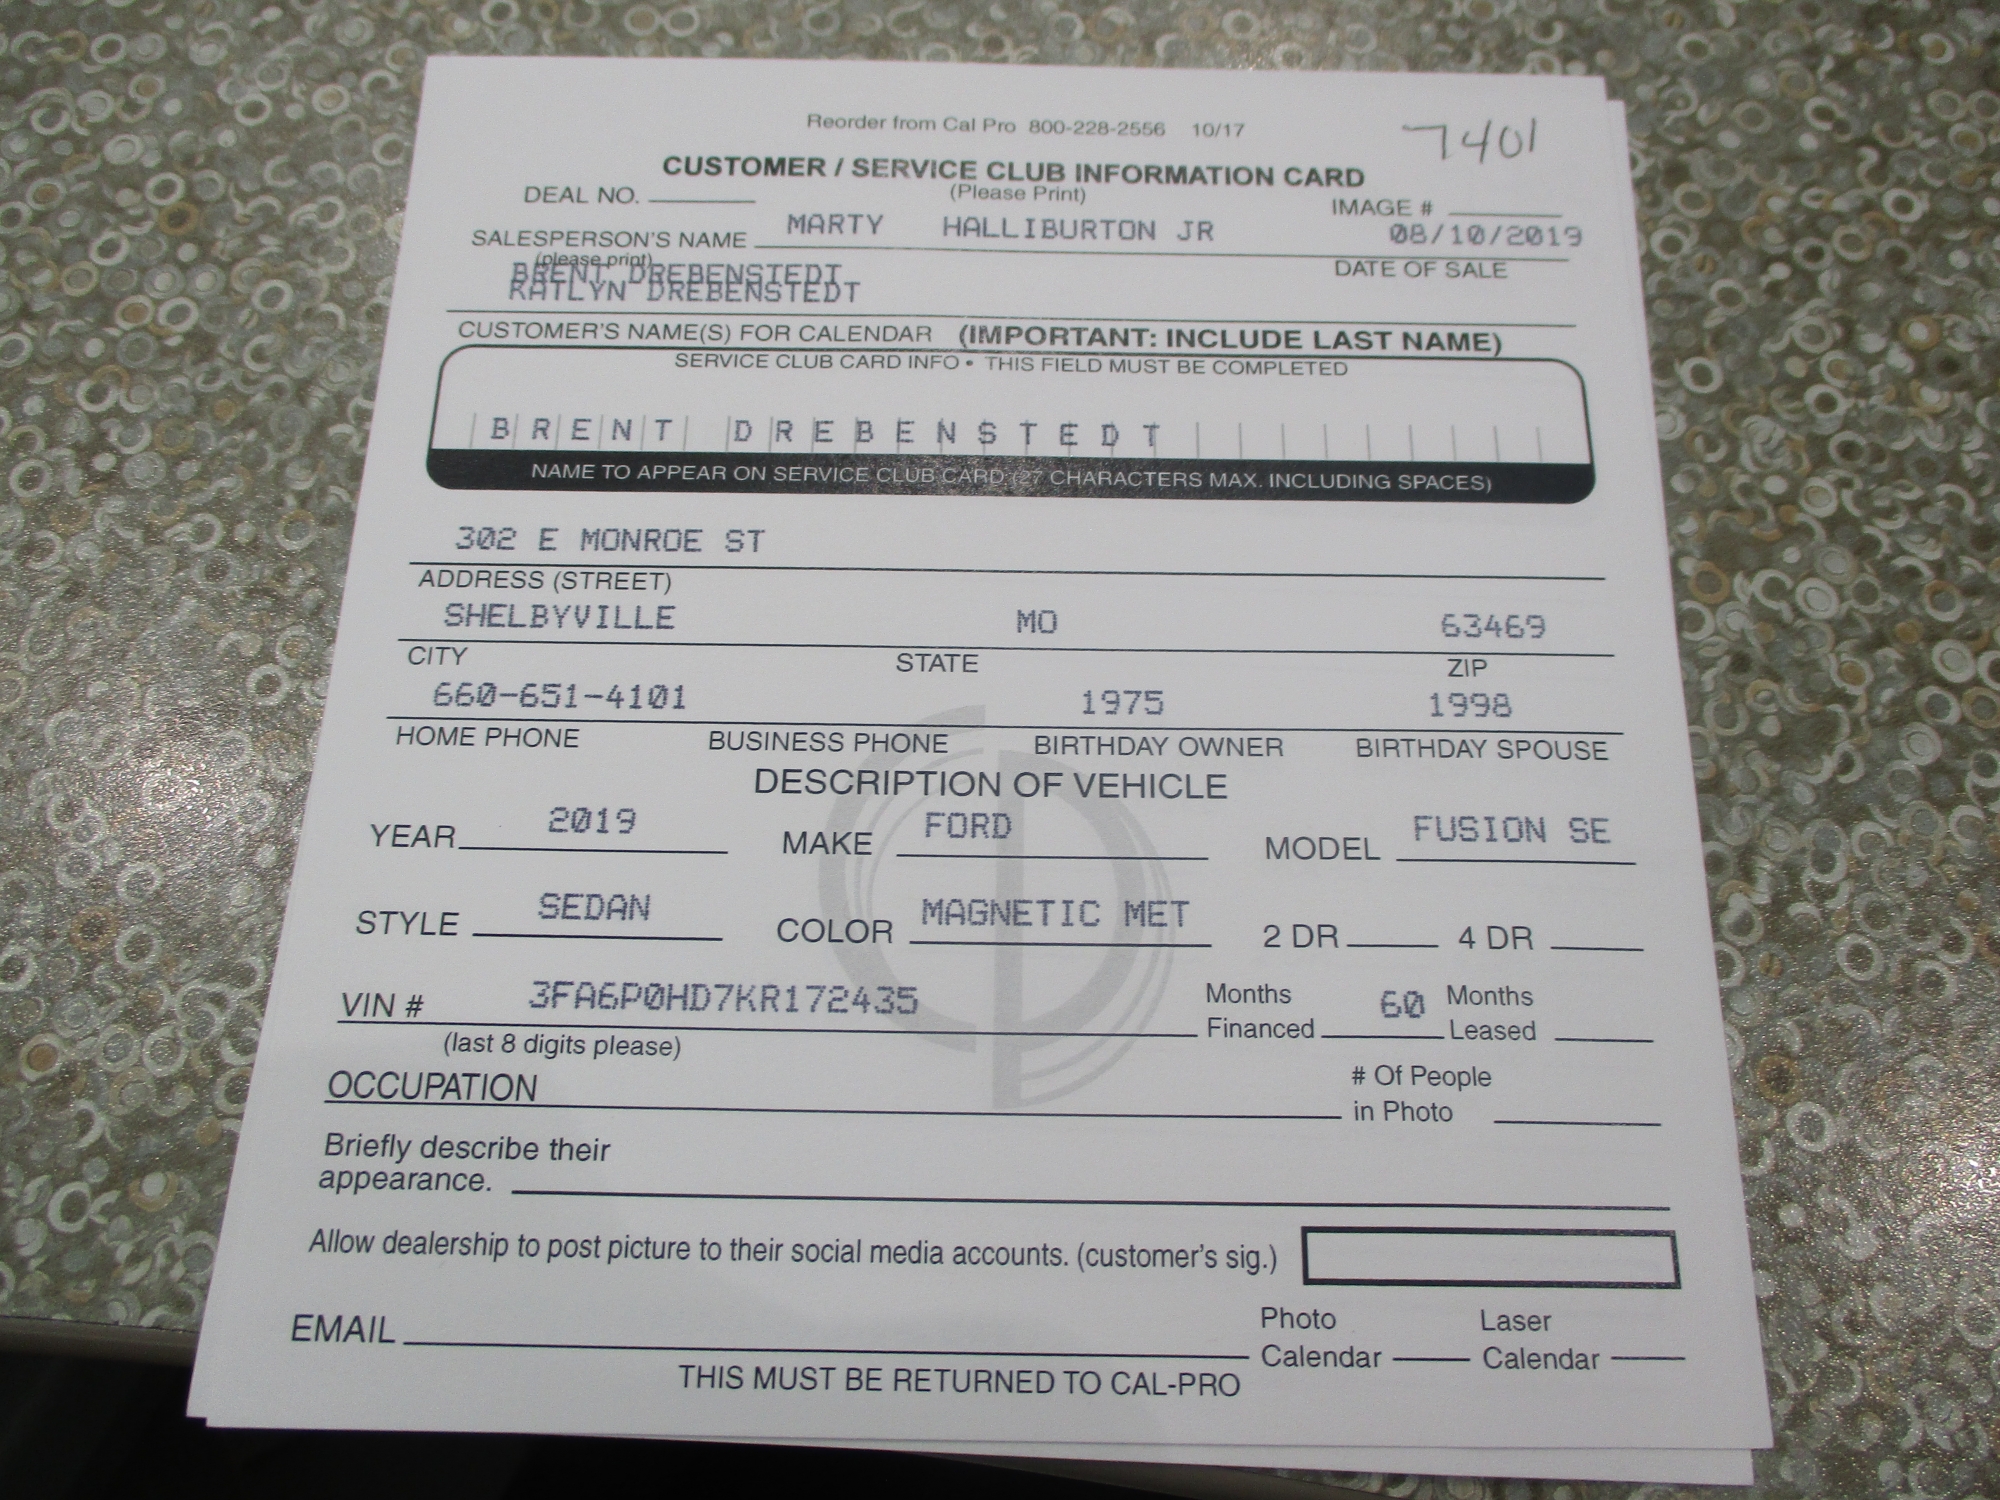 Reorder from Cal Pro 800-228-2556 10/17
7401
CUSTOMER / SERVICE CLUB INFORMATION CARD
DEAL NO. (Please Print) IMAGE #
SALESPERSON'S NAME MARTY HALLIBURTON JR 08/10/2019
(please print) DATE OF SALE
BRENT DREBENSTEDT
KATLYN DREBENSTEDT
CUSTOMER'S NAME(S) FOR CALENDAR (IMPORTANT: INCLUDE LAST NAME)
SERVICE CLUB CARD INFO • THIS FIELD MUST BE COMPLETED
BRENT DREBENSTEDT
NAME TO APPEAR ON SERVICE CLUB CARD (27 CHARACTERS MAX. INCLUDING SPACES)
302 E MONROE ST
ADDRESS (STREET)
SHELBYVILLE MO 63469
CITY STATE ZIP
660-651-4101 1975 1998
HOME PHONE BUSINESS PHONE BIRTHDAY OWNER BIRTHDAY SPOUSE
DESCRIPTION OF VEHICLE
YEAR 2019 MAKE FORD MODEL FUSION SE
STYLE SEDAN COLOR MAGNETIC MET 2 DR 4 DR
VIN # 3FA6P0HD7KR172435 Months Financed 60 Months Leased
(last 8 digits please)
OCCUPATION # Of People in Photo
Briefly describe their
appearance.
Allow dealership to post picture to their social media accounts. (customer's sig.)
EMAIL Photo Calendar Laser Calendar
THIS MUST BE RETURNED TO CAL-PRO